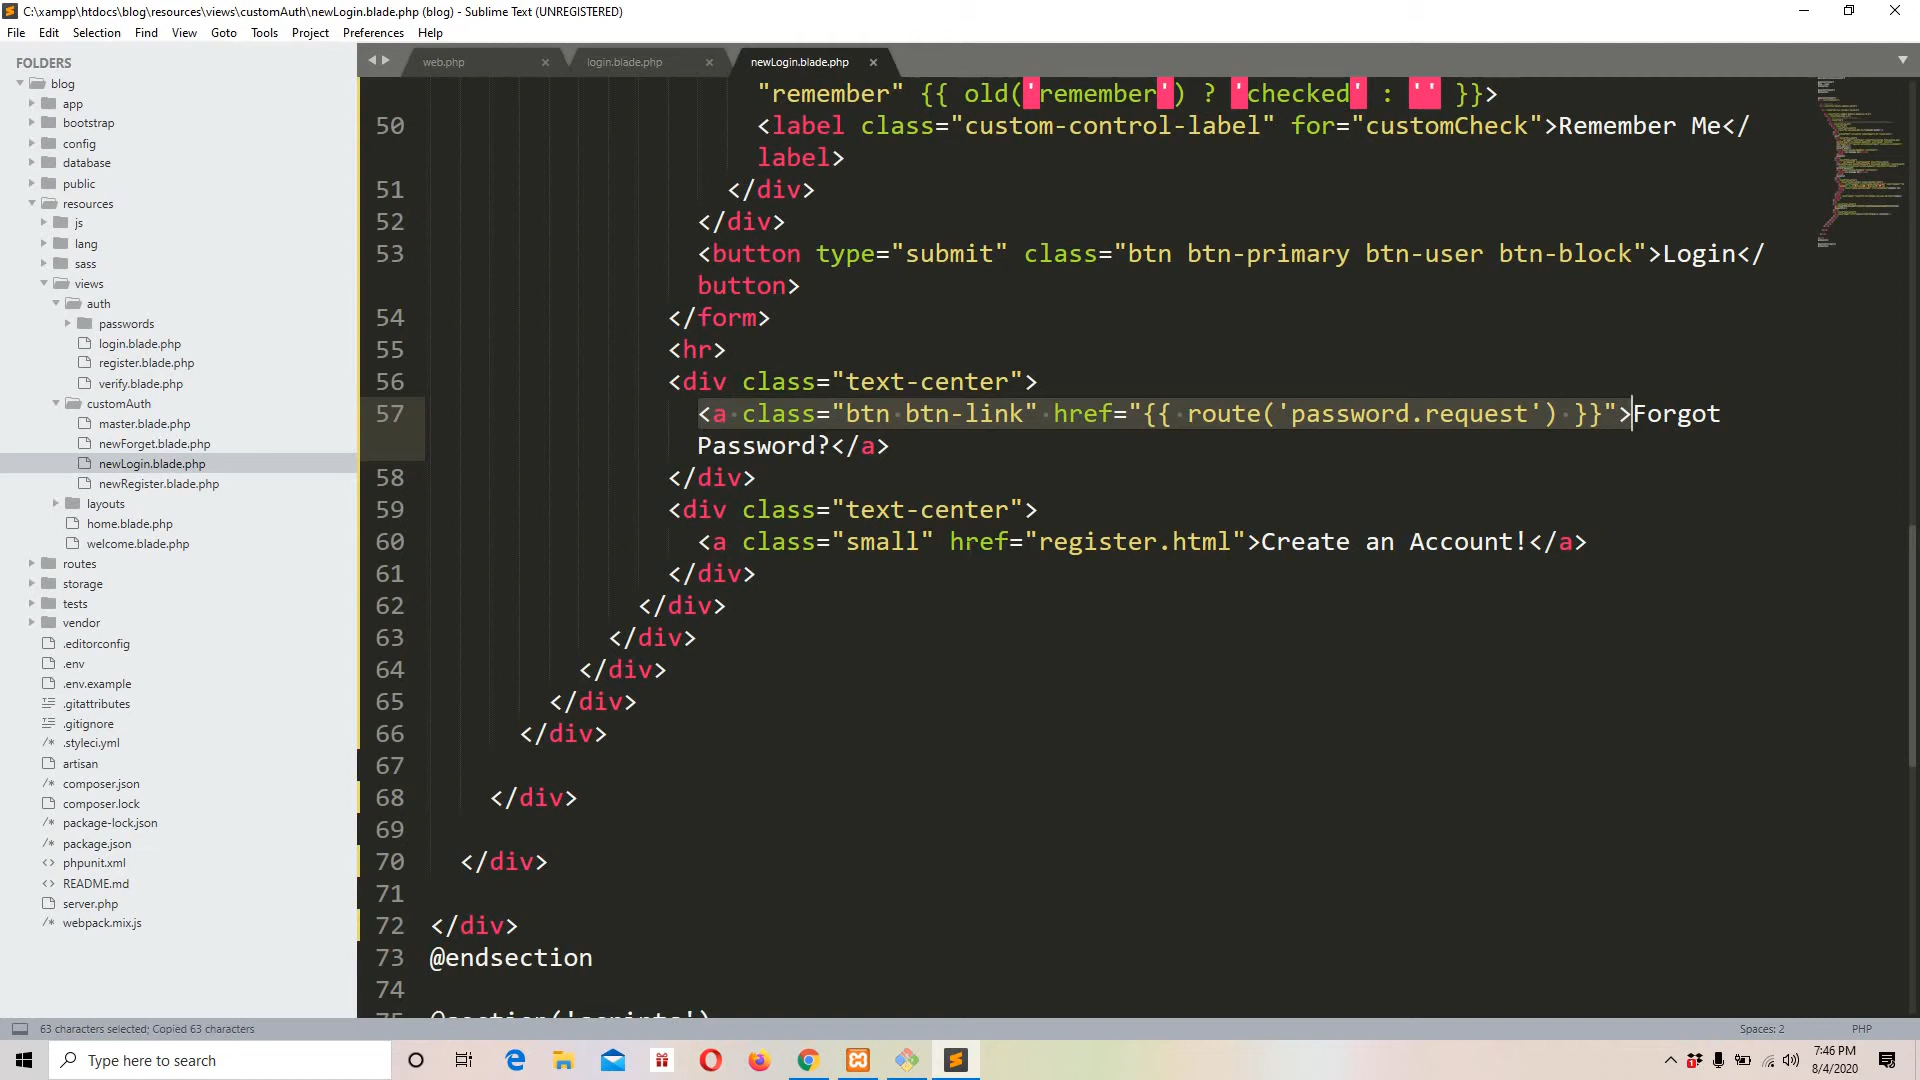 C:\xampp\htdocs\blog\resources\views\customAuth\newLogin.blade.php (blog) - Sublime Text (UNREGISTERED)
File Edit Selection Find View Goto Tools Project Preferences Help
FOLDERS
blog
app
bootstrap
config
database
public
resources
js
lang
sass
views
auth
passwords
login.blade.php
register.blade.php
verify.blade.php
customAuth
master.blade.php
newForget.blade.php
newLogin.blade.php
newRegister.blade.php
layouts
home.blade.php
welcome.blade.php
routes
storage
tests
vendor
.editorconfig
.env
.env.example
.gitattributes
.gitignore
.styleci.yml
artisan
composer.json
composer.lock
package-lock.json
package.json
phpunit.xml
README.md
server.php
webpack.mix.js
web.php login.blade.php newLogin.blade.php
"remember" {{ old('remember') ? 'checked' : '' }}>
50 <label class="custom-control-label" for="customCheck">Remember Me</
label>
51 </div>
52 </div>
53 <button type="submit" class="btn btn-primary btn-user btn-block">Login</
button>
54 </form>
55 <hr>
56 <div class="text-center">
57 <a class="btn btn-link" href="{{ route('password.request') }}">Forgot
Password?</a>
58 </div>
59 <div class="text-center">
60 <a class="small" href="register.html">Create an Account!</a>
61 </div>
62 </div>
63 </div>
64 </div>
65 </div>
66 </div>
67
68 </div>
69
70 </div>
71
72 </div>
73 @endsection
74
75 @section('scripts')
63 characters selected; Copied 63 characters Spaces: 2 PHP
Type here to search
7:46 PM
8/4/2020